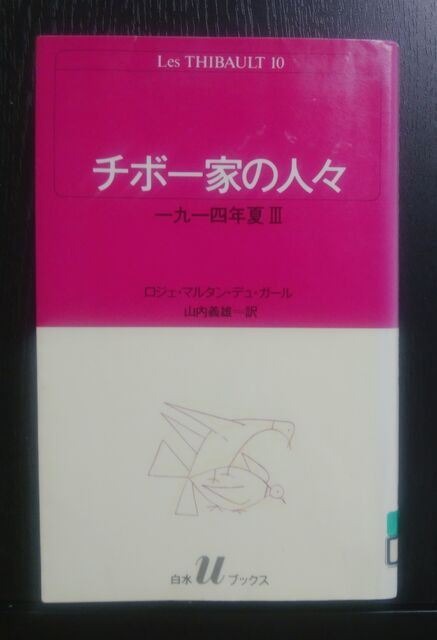 Les THIBAULT 10
チボー家の人々
一九一四年夏 III
ロジェ・マルタン・デュ・ガール
山内義雄—訳
白水 u ブックス